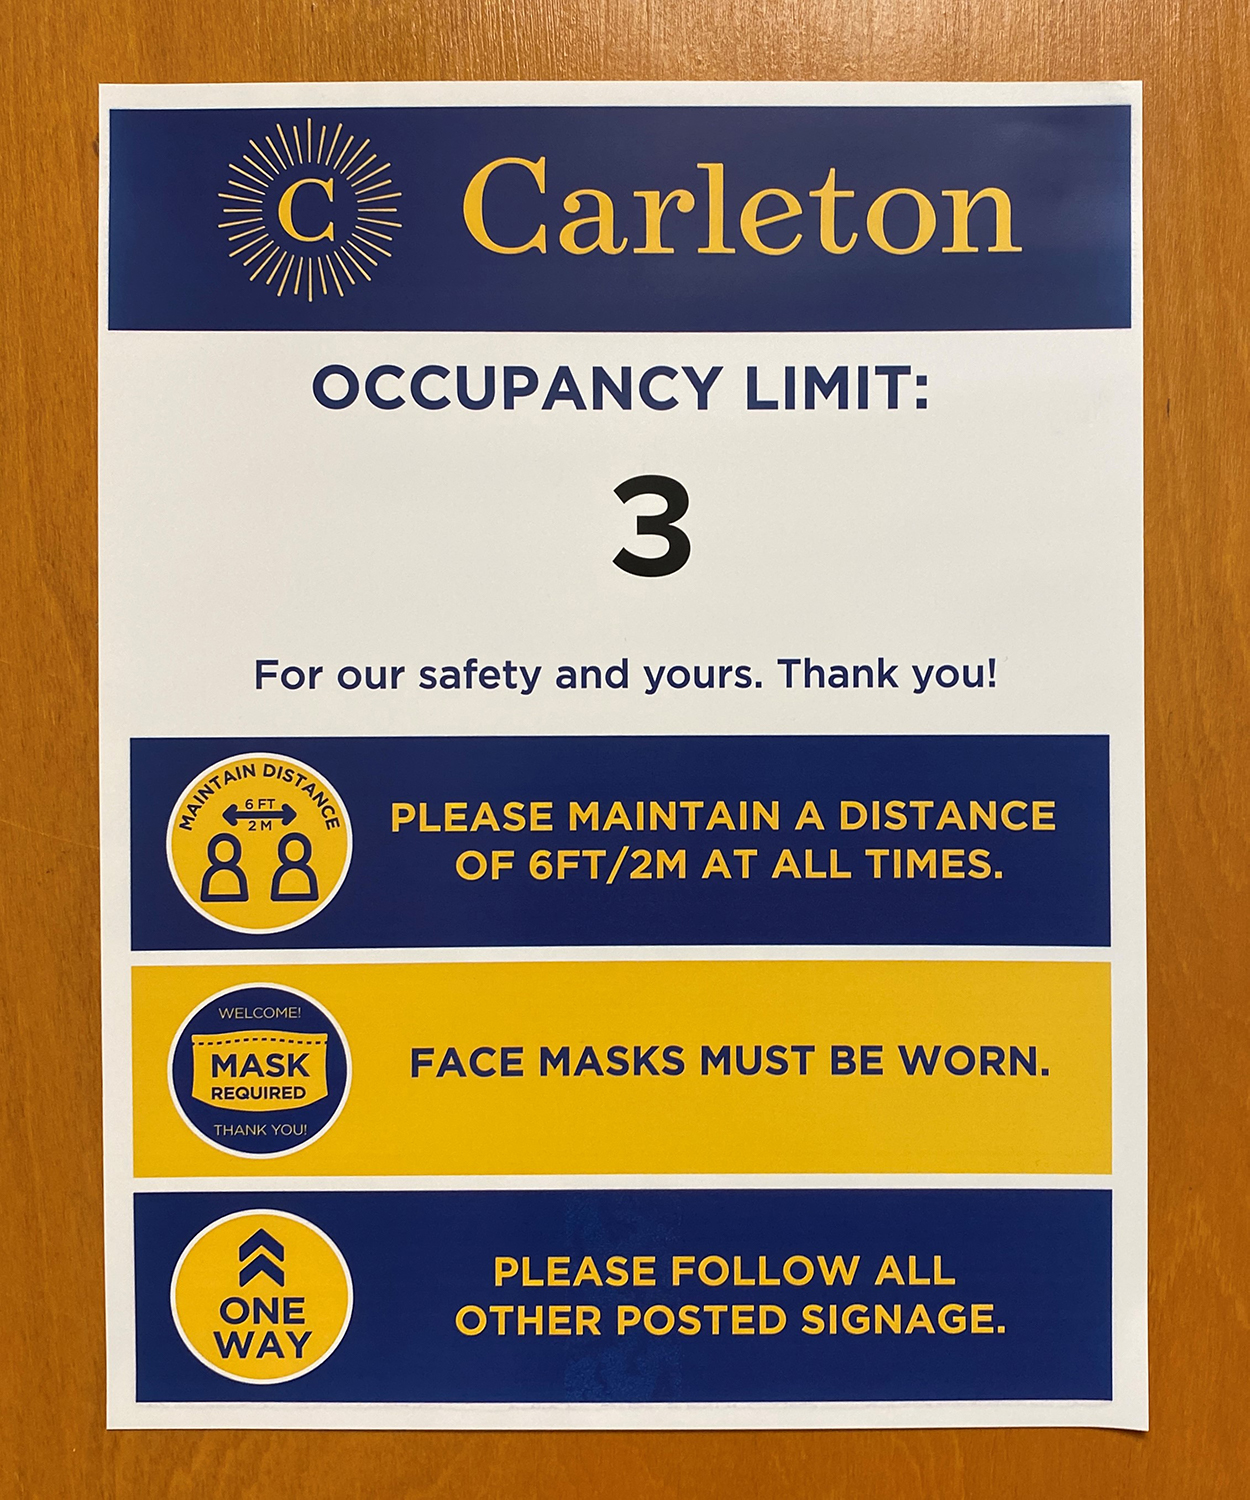 C
Carleton
OCCUPANCY LIMIT:
3
For our safety and yours. Thank you!
MAINTAIN DISTANCE
6 FT
2 M
PLEASE MAINTAIN A DISTANCE
OF 6FT/2M AT ALL TIMES.
WELCOME!
MASK
REQUIRED
THANK YOU!
FACE MASKS MUST BE WORN.
ONE
WAY
PLEASE FOLLOW ALL
OTHER POSTED SIGNAGE.